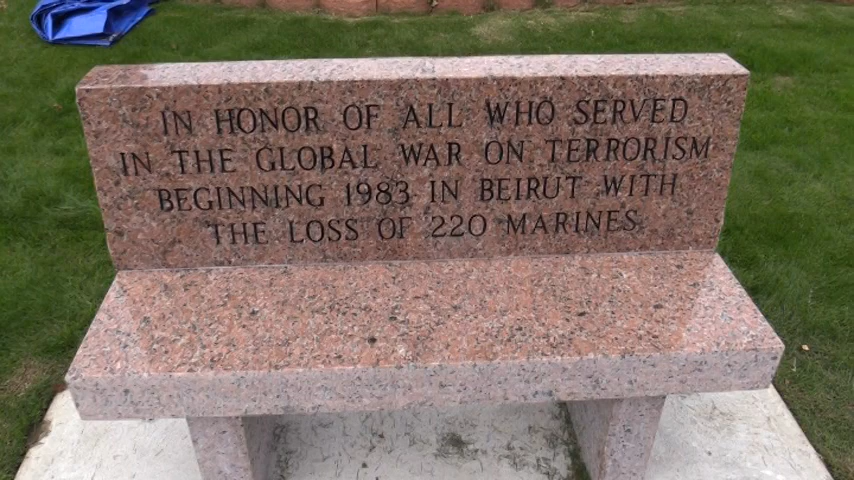 IN HONOR OF ALL WHO SERVED
IN THE GLOBAL WAR ON TERRORISM
BEGINNING 1983 IN BEIRUT WITH
THE LOSS OF 220 MARINES